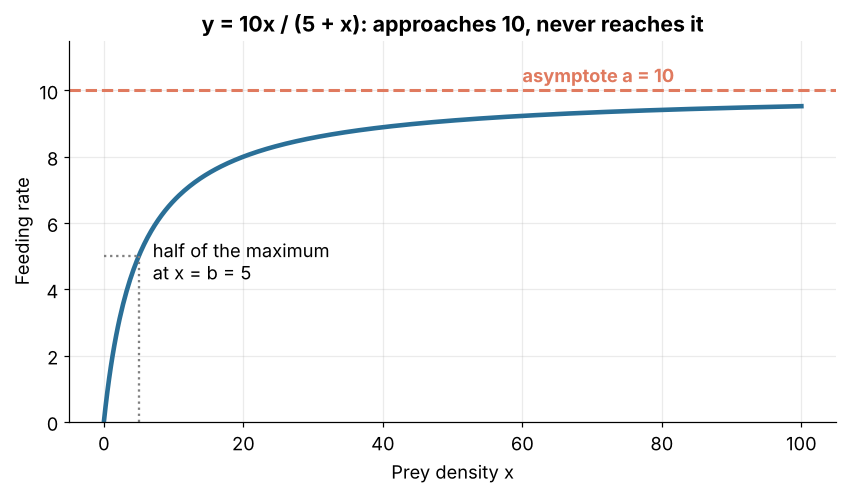 y = 10x / (5 + x): approaches 10, never reaches it
asymptote a = 10
half of the maximum
at x = b = 5
Feeding rate
10
8
6
4
2
0
0 20 40 60 80 100
Prey density x